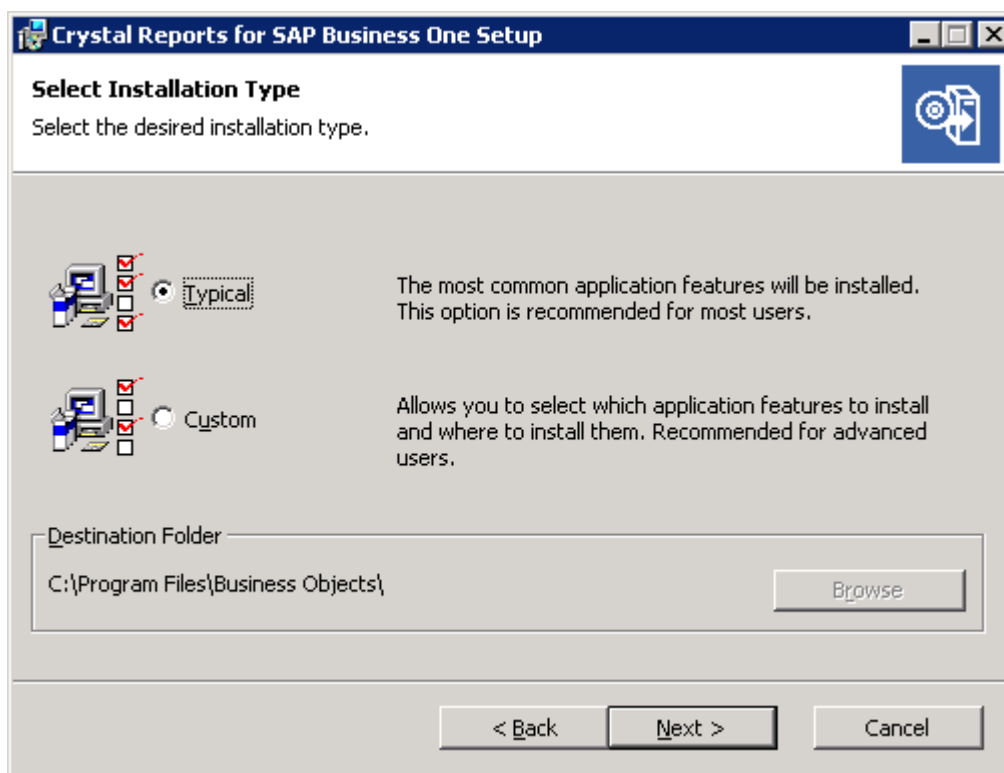 Crystal Reports for SAP Business One Setup
Select Installation Type
Select the desired installation type.
Typical
The most common application features will be installed.
This option is recommended for most users.
Custom
Allows you to select which application features to install
and where to install them. Recommended for advanced
users.
Destination Folder
C:\Program Files\Business Objects\
Browse
< Back
Next >
Cancel